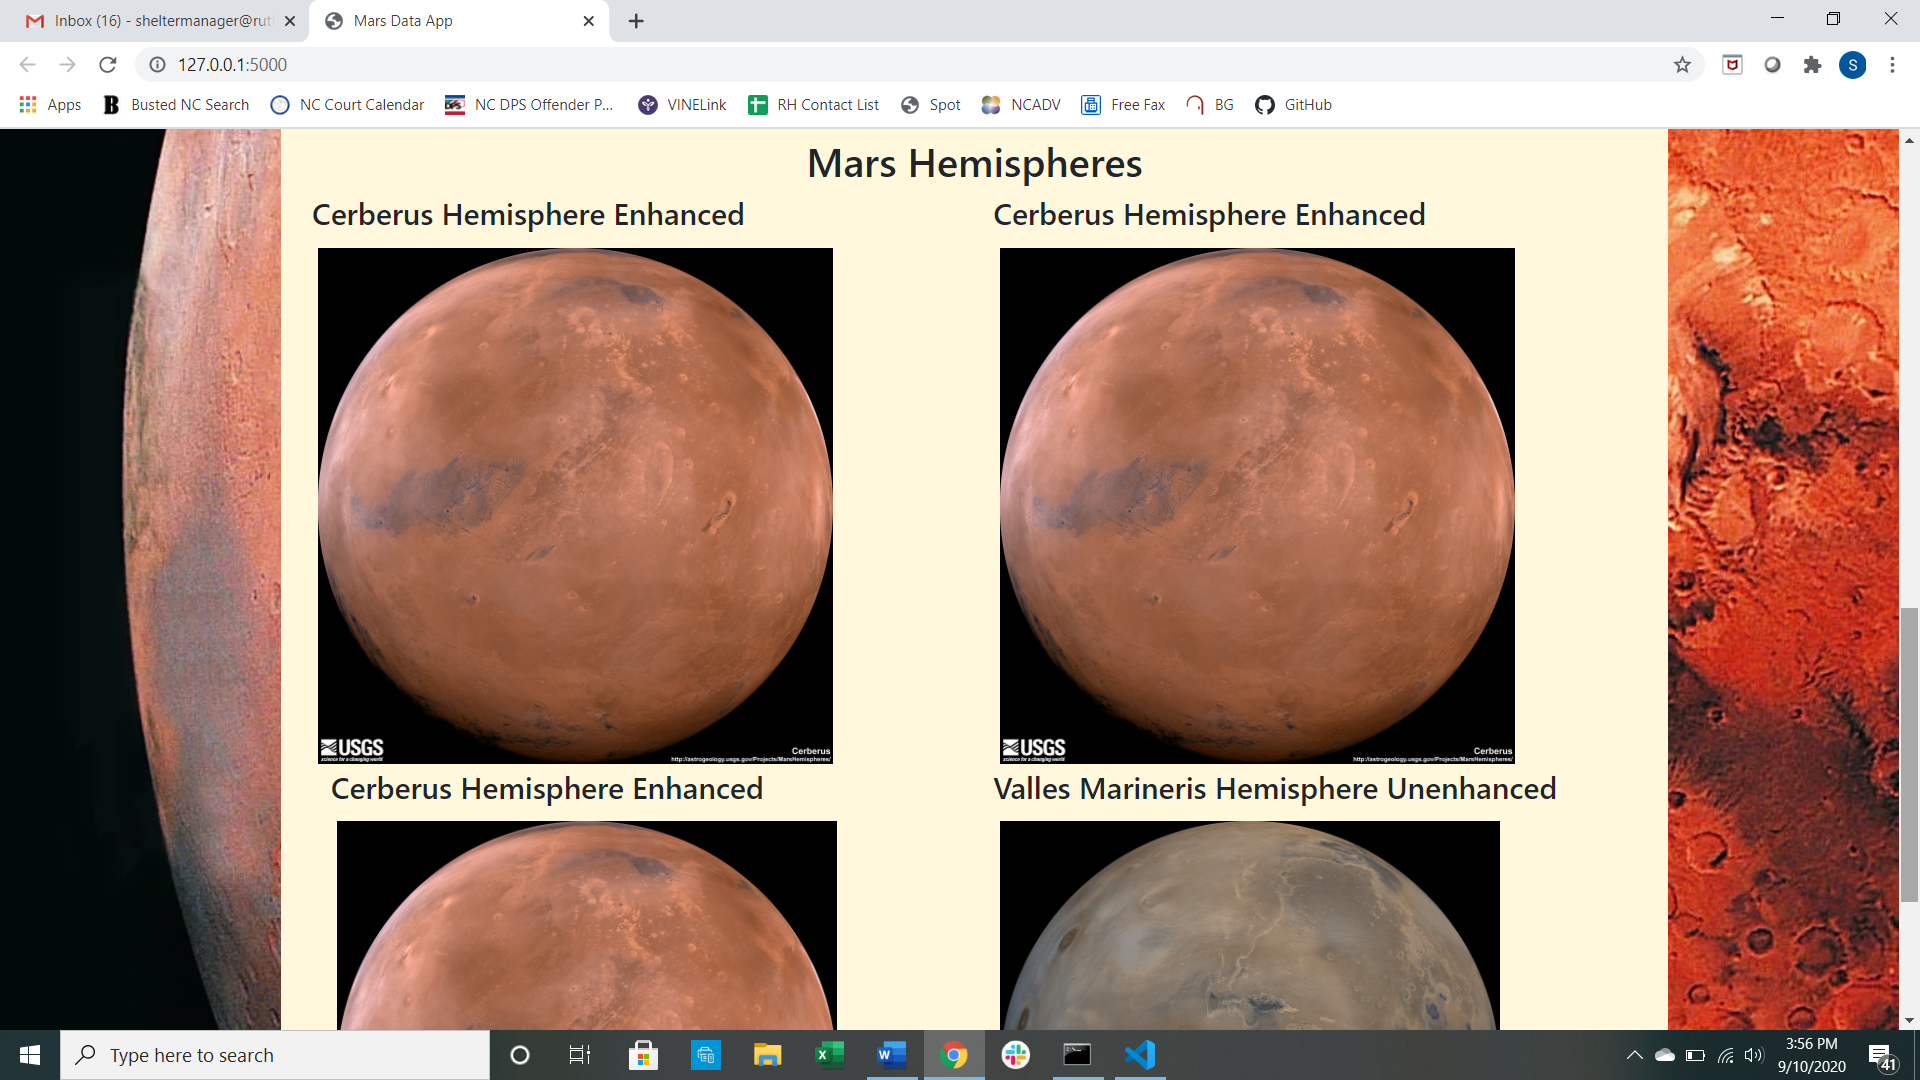 Inbox (16) - sheltermanager@rut
Mars Data App
127.0.0.1:5000
S
Apps
Busted NC Search
NC Court Calendar
NC DPS Offender P...
VINELink
RH Contact List
Spot
NCADV
Free Fax
BG
GitHub
Mars Hemispheres
Cerberus Hemisphere Enhanced
Cerberus Hemisphere Enhanced
USGS
science for a changing world
Cerberus
http://astrogeology.usgs.gov/Projects/MarsHemispheres/
USGS
science for a changing world
Cerberus
http://astrogeology.usgs.gov/Projects/MarsHemispheres/
Cerberus Hemisphere Enhanced
Valles Marineris Hemisphere Unenhanced
Type here to search
3:56 PM
9/10/2020
41